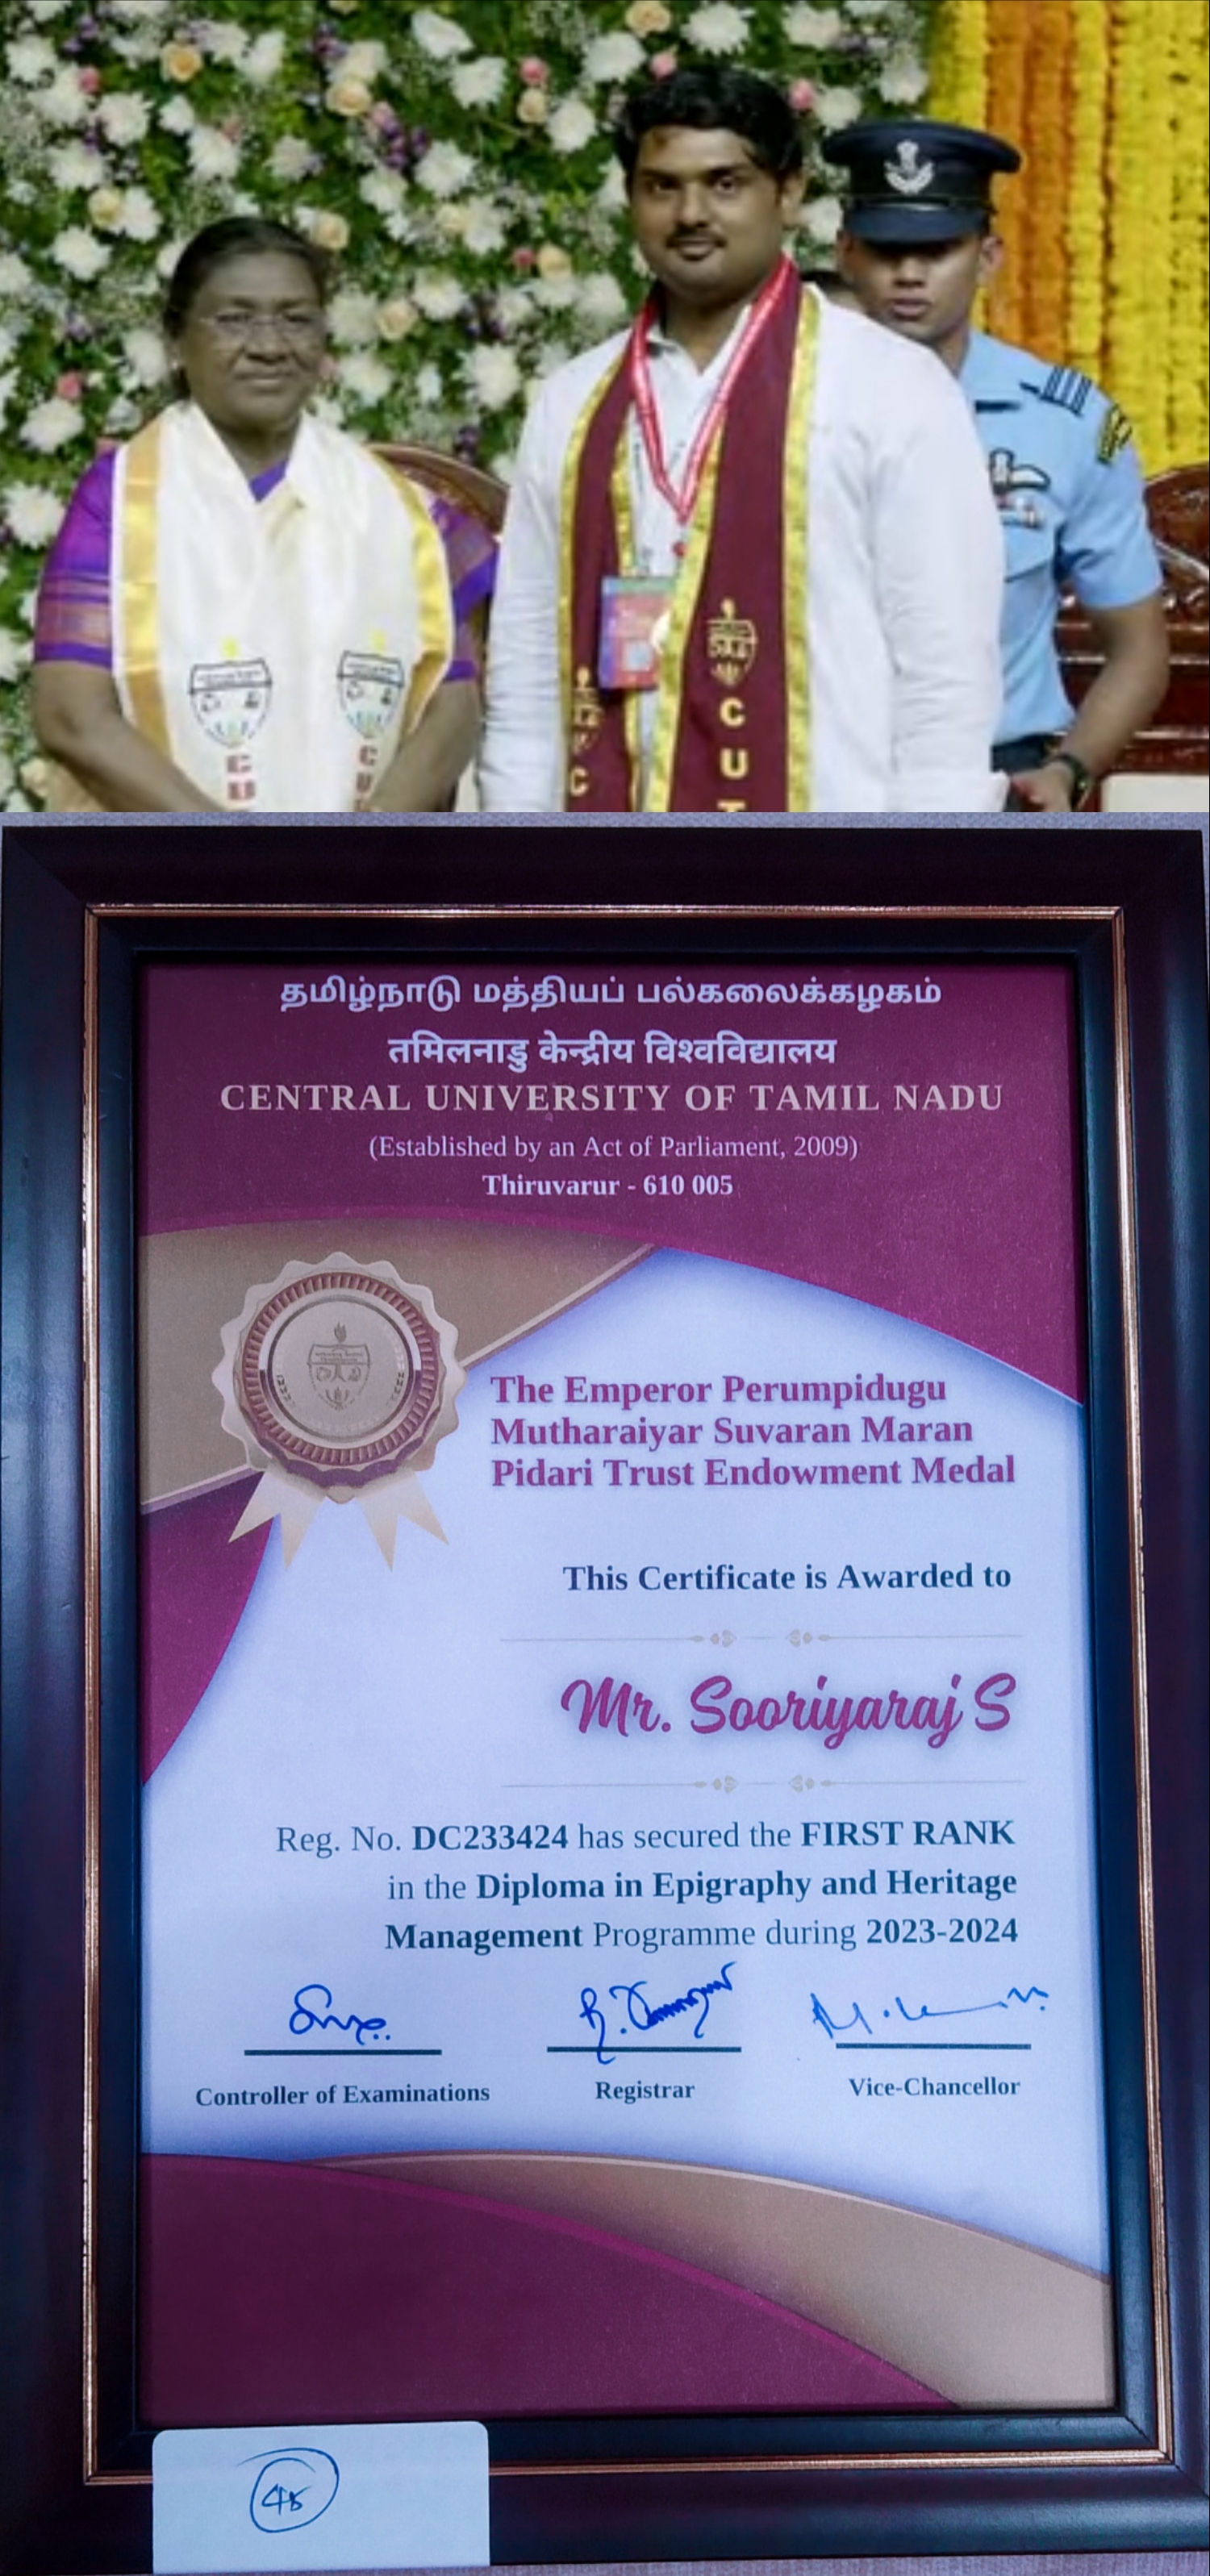 C
U
C
U
C
C
U
T
தமிழ்நாடு மத்தியப் பல்கலைக்கழகம்
तमिलनाडु केन्द्रीय विश्वविद्यालय
CENTRAL UNIVERSITY OF TAMIL NADU
(Established by an Act of Parliament, 2009)
Thiruvarur - 610 005
The Emperor Perumpidugu
Mutharaiyar Suvaran Maran
Pidari Trust Endowment Medal
This Certificate is Awarded to
Mr. Sooriyaraj S
Reg. No. DC233424 has secured the FIRST RANK
in the Diploma in Epigraphy and Heritage
Management Programme during 2023-2024
Controller of Examinations
Registrar
Vice-Chancellor